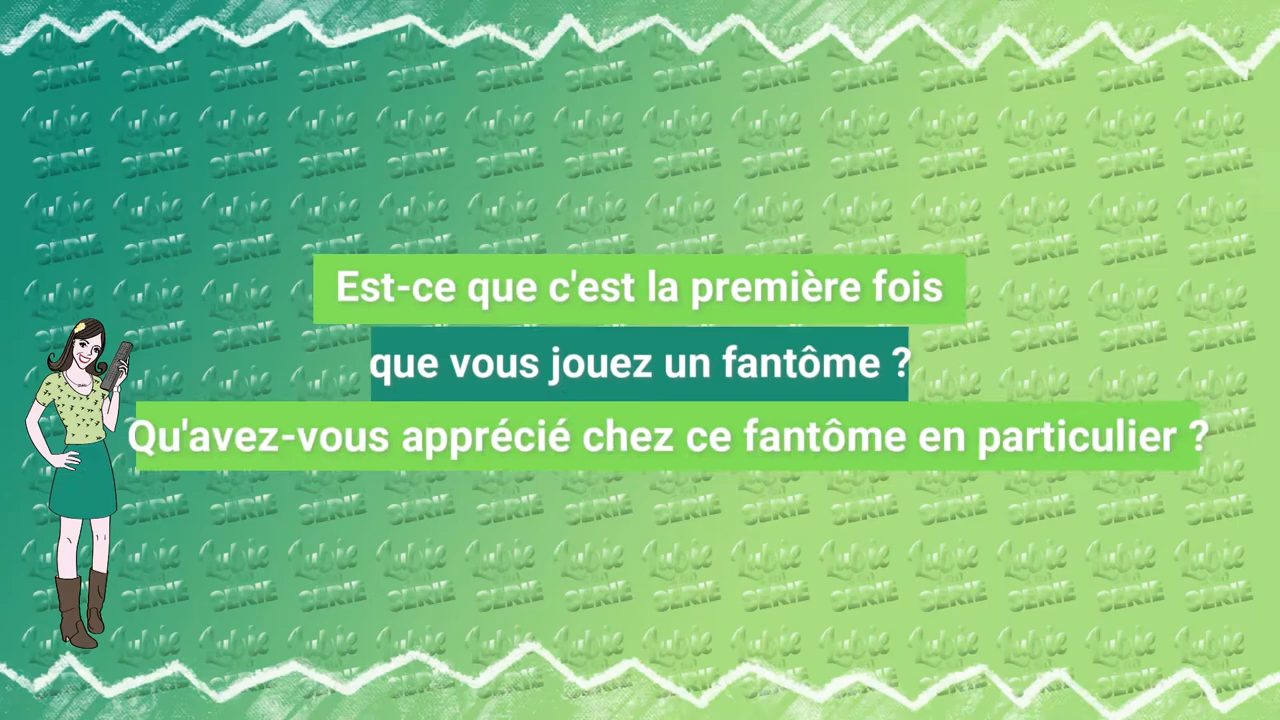 Est-ce que c'est la première fois
que vous jouez un fantôme ?
Qu'avez-vous apprécié chez ce fantôme en particulier ?